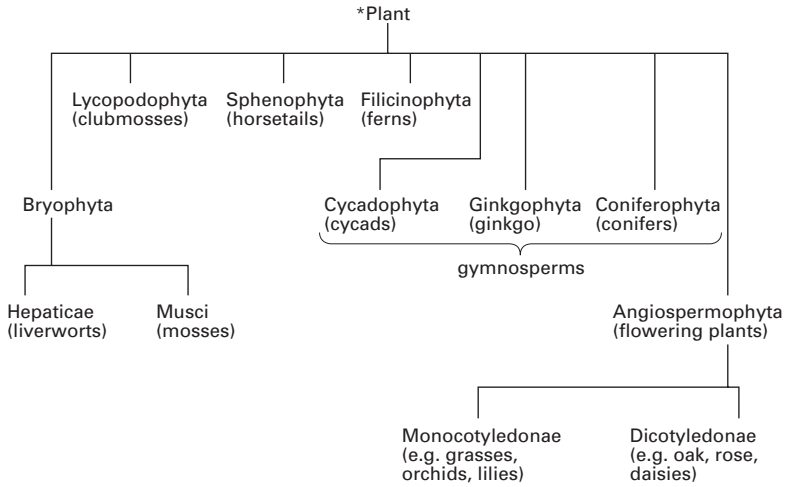 *Plant
Lycopodophyta
(clubmosses)
Sphenophyta
(horsetails)
Filicinophyta
(ferns)
Bryophyta
Cycadophyta
(cycads)
Ginkgophyta
(ginkgo)
Coniferophyta
(conifers)
gymnosperms
Hepaticae
(liverworts)
Musci
(mosses)
Angiospermophyta
(flowering plants)
Monocotyledonae
(e.g. grasses,
orchids, lilies)
Dicotyledonae
(e.g. oak, rose,
daisies)